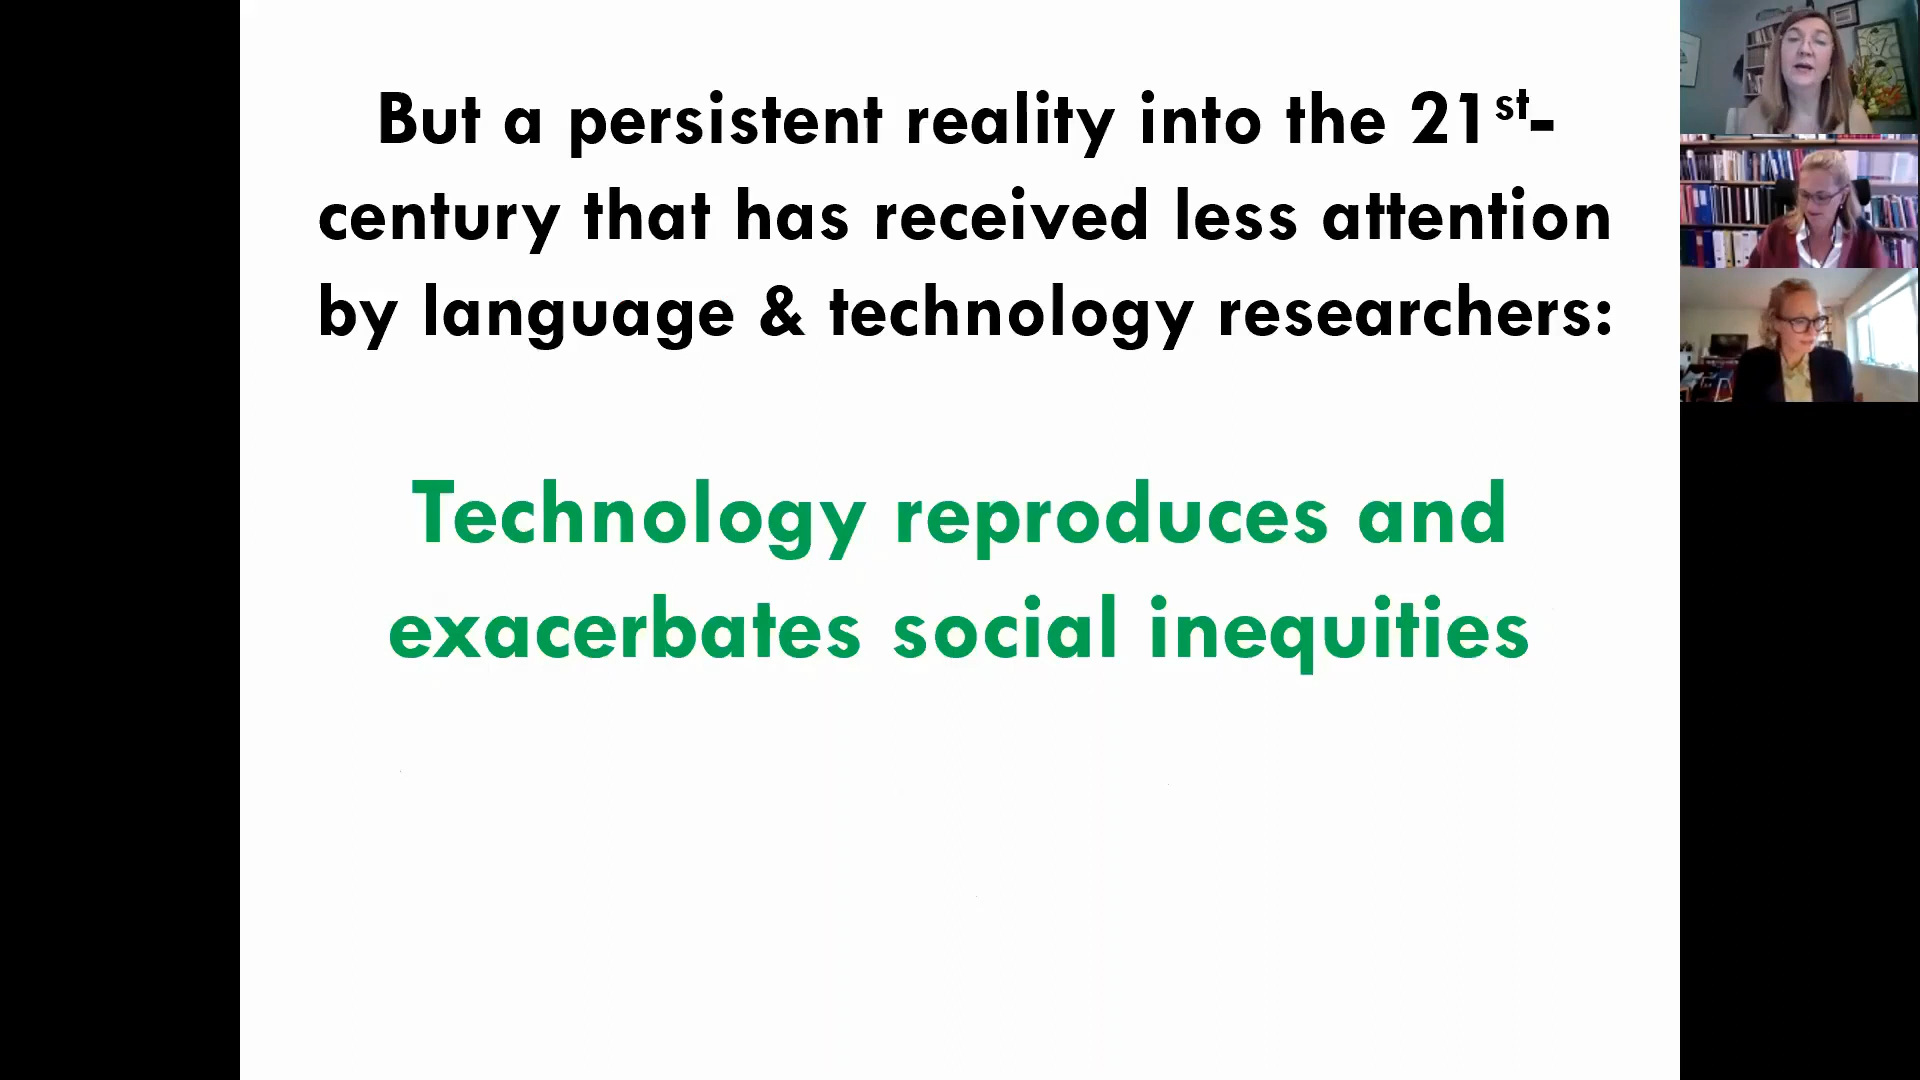 But a persistent reality into the 21st-
century that has received less attention
by language & technology researchers:
Technology reproduces and
exacerbates social inequities